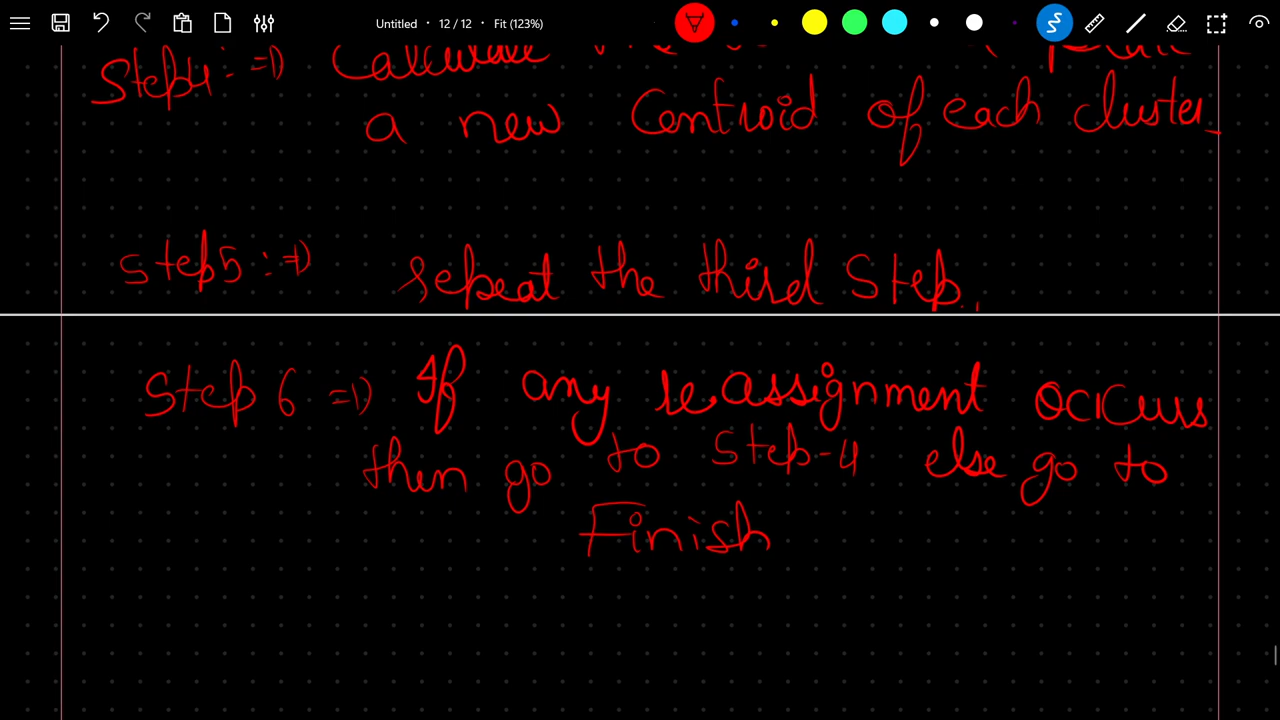 Untitled • 12 / 12 • Fit (123%)
Step4 :- => Calculate
a new Centroid of each cluster.
Step5 :=> repeat the third Step.
Step 6 => If any reassignment occurs
then go to Step-4 else go to
Finish